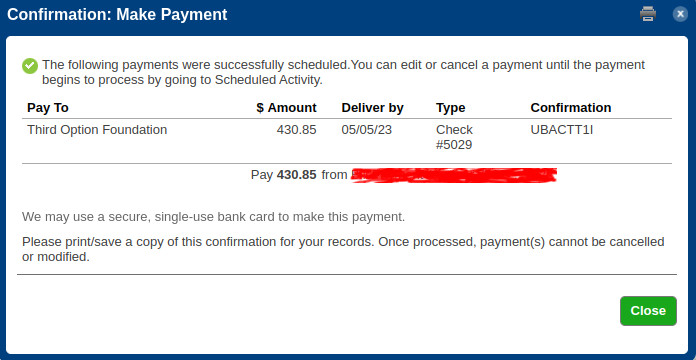 Confirmation: Make Payment
The following payments were successfully scheduled.You can edit or cancel a payment until the payment
begins to process by going to Scheduled Activity.
Pay To $ Amount Deliver by Type Confirmation
Third Option Foundation 430.85 05/05/23 Check UBACTT1I
#5029
Pay 430.85 from
We may use a secure, single-use bank card to make this payment.
Please print/save a copy of this confirmation for your records. Once processed, payment(s) cannot be cancelled
or modified.
Close